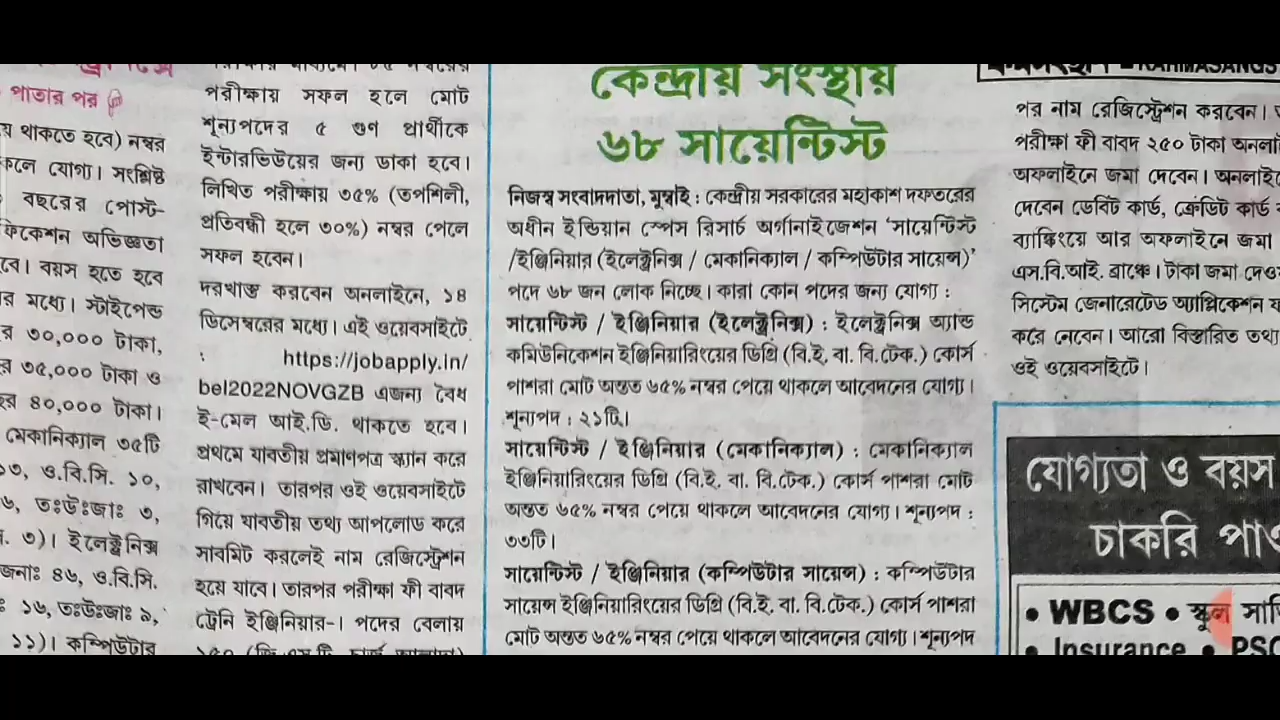 পাতার পর
থাকতে হবে) নম্বর
যোগ্য। সংশ্লিষ্ট
বছরের পোস্ট-
অভিজ্ঞতা
বয়স হতে হবে
মধ্যে। স্টাইপেন্ড
৩০,০০০ টাকা,
৩৫,০০০ টাকা ও
৪০,০০০ টাকা।
মেকানিক্যাল ৩৫টি
ও.বি.সি. ১০,
তঃউঃজাঃ ৩,
৩)। ইলেক্ট্রনিক্স
৪৬, ও.বি.সি.
১৬, তঃউঃজাঃ ৯,
১১)। কম্পিউটার
পরীক্ষায় সফল হলে মোট
শূন্যপদের ৫ গুণ প্রার্থীকে
ইন্টারভিউয়ের জন্য ডাকা হবে।
লিখিত পরীক্ষায় ৩৫% (তপশিলী,
প্রতিবন্ধী হলে ৩০%) নম্বর পেলে
সফল হবেন।
দরখাস্ত করবেন অনলাইনে, ১৪
ডিসেম্বরের মধ্যে। এই ওয়েবসাইটে
: https://jobapply.in/
bel2022NOVGZB এজন্য বৈধ
ই-মেল আই.ডি. থাকতে হবে।
প্রথমে যাবতীয় প্রমাণপত্র স্ক্যান করে
রাখবেন। তারপর ওই ওয়েবসাইটে
গিয়ে যাবতীয় তথ্য আপলোড করে
সাবমিট করলেই নাম রেজিস্ট্রেশন
হয়ে যাবে। তারপর পরীক্ষা ফী বাবদ
ট্রেনি ইঞ্জিনিয়ার-। পদের বেলায়
কেন্দ্রীয় সংস্থায়
৬৮ সায়েন্টিস্ট
নিজস্ব সংবাদদাতা, মুম্বাই : কেন্দ্রীয় সরকারের মহাকাশ দফতরের
অধীন ইন্ডিয়ান স্পেস রিসার্চ অর্গানাইজেশন ‘সায়েন্টিস্ট
/ইঞ্জিনিয়ার (ইলেক্ট্রনিক্স / মেকানিক্যাল / কম্পিউটার সায়েন্স)’
পদে ৬৮ জন লোক নিচ্ছে। কারা কোন পদের জন্য যোগ্য :
সায়েন্টিস্ট / ইঞ্জিনিয়ার (ইলেক্ট্রনিক্স) : ইলেক্ট্রনিক্স অ্যান্ড
কমিউনিকেশন ইঞ্জিনিয়ারিংয়ের ডিগ্রি (বি.ই. বা. বি.টেক.) কোর্স
পাশরা মোট অন্তত ৬৫% নম্বর পেয়ে থাকলে আবেদনের যোগ্য।
শূন্যপদ : ২১টি।
সায়েন্টিস্ট / ইঞ্জিনিয়ার (মেকানিক্যাল) : মেকানিক্যাল
ইঞ্জিনিয়ারিংয়ের ডিগ্রি (বি.ই. বা. বি.টেক.) কোর্স পাশরা মোট
অন্তত ৬৫% নম্বর পেয়ে থাকলে আবেদনের যোগ্য। শূন্যপদ :
৩৩টি।
সায়েন্টিস্ট / ইঞ্জিনিয়ার (কম্পিউটার সায়েন্স) : কম্পিউটার
সায়েন্স ইঞ্জিনিয়ারিংয়ের ডিগ্রি (বি.ই. বা. বি.টেক.) কোর্স পাশরা
মোট অন্তত ৬৫% নম্বর পেয়ে থাকলে আবেদনের যোগ্য। শূন্যপদ
পর নাম রেজিস্ট্রেশন করবেন।
পরীক্ষা ফী বাবদ ২৫০ টাকা
অফলাইনে জমা দেবেন।
দেবেন ডেবিট কার্ড, ক্রেডিট কার্ড
ব্যাঙ্কিংয়ে আর অফলাইনে জমা
এস.বি.আই. ব্রাঞ্চে। টাকা জমা
সিস্টেম জেনারেটেড অ্যাপ্লিকেশন
করে নেবেন। আরো বিস্তারিত তথ্য
ওই ওয়েবসাইটে।
যোগ্যতা ও বয়স
চাকরি
• WBCS • স্কুল
• Insurance •